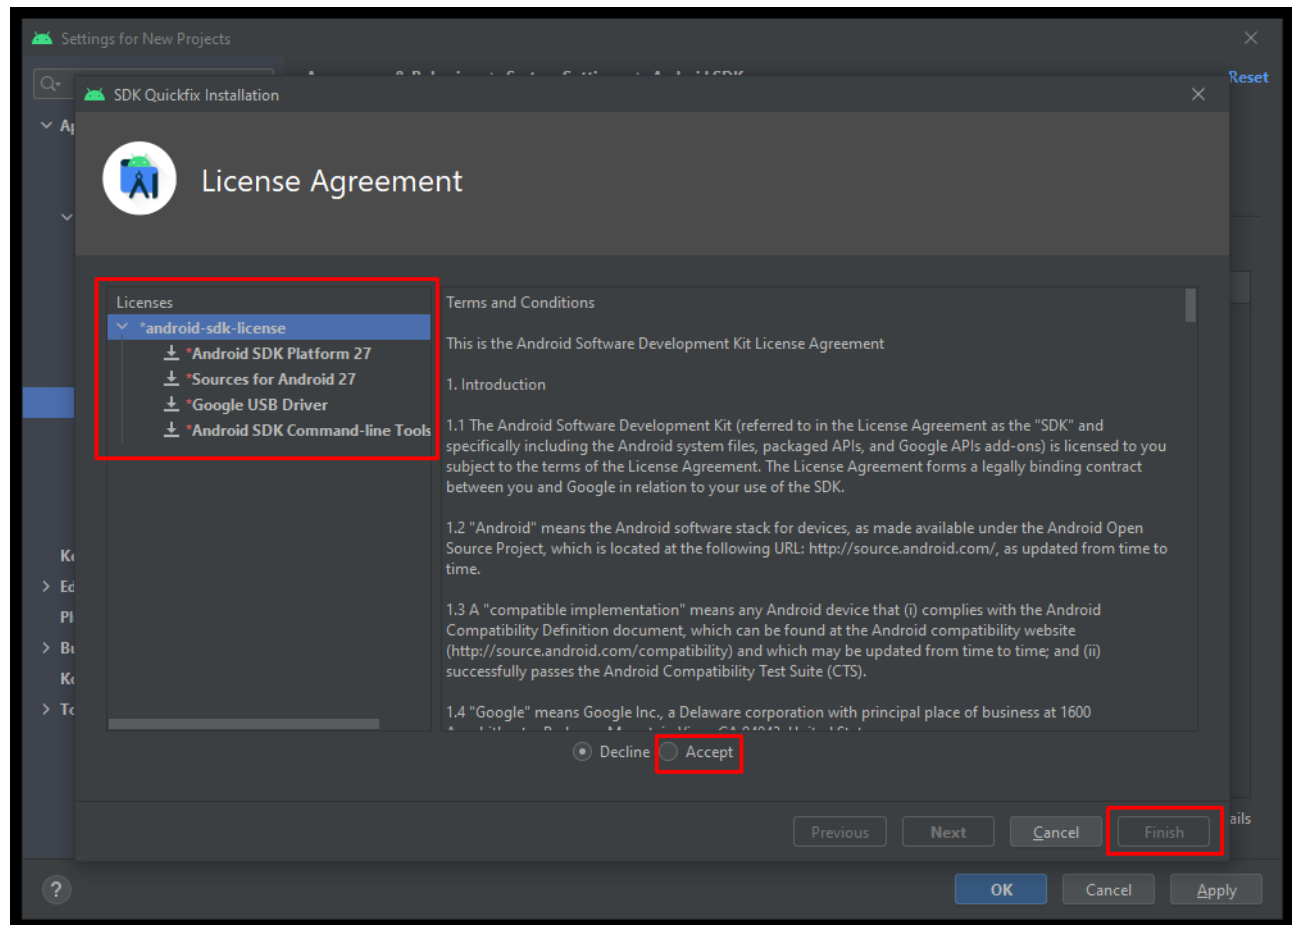 Settings for New Projects
Reset
SDK Quickfix Installation
License Agreement
Licenses
*android-sdk-license
*Android SDK Platform 27
*Sources for Android 27
*Google USB Driver
*Android SDK Command-line Tools
Terms and Conditions
This is the Android Software Development Kit License Agreement
1. Introduction
1.1 The Android Software Development Kit (referred to in the License Agreement as the "SDK" and
specifically including the Android system files, packaged APIs, and Google APIs add-ons) is licensed to you
subject to the terms of the License Agreement. The License Agreement forms a legally binding contract
between you and Google in relation to your use of the SDK.
1.2 "Android" means the Android software stack for devices, as made available under the Android Open
Source Project, which is located at the following URL: http://source.android.com/, as updated from time to
time.
1.3 A "compatible implementation" means any Android device that (i) complies with the Android
Compatibility Definition document, which can be found at the Android compatibility website
(http://source.android.com/compatibility) and which may be updated from time to time; and (ii)
successfully passes the Android Compatibility Test Suite (CTS).
1.4 "Google" means Google Inc., a Delaware corporation with principal place of business at 1600
Decline
Accept
Previous
Next
Cancel
Finish
ails
?
OK
Cancel
Apply